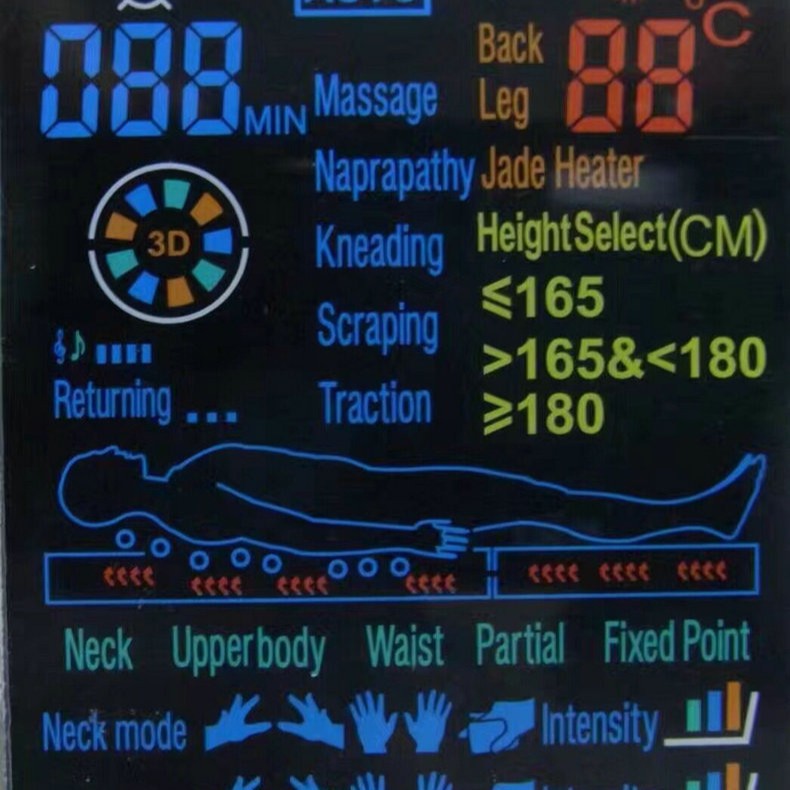 AUTO
°C
Back
088 MIN Massage Leg 88
Naprapathy Jade Heater
3D Kneading HeightSelect(CM)
≤165
Scraping
>165&<180
Returning ... Traction ≥180
Neck Upperbody Waist Partial Fixed Point
Neck mode Intensity